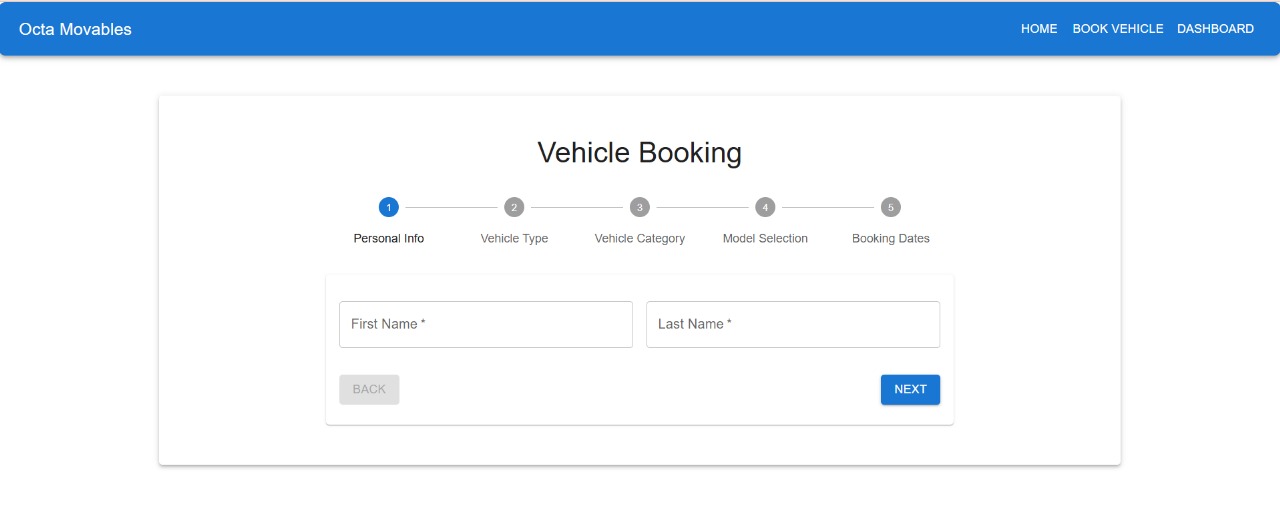 Octa Movables HOME BOOK VEHICLE DASHBOARD
Vehicle Booking
1 2 3 4 5
Personal Info Vehicle Type Vehicle Category Model Selection Booking Dates
First Name * Last Name *
BACK NEXT